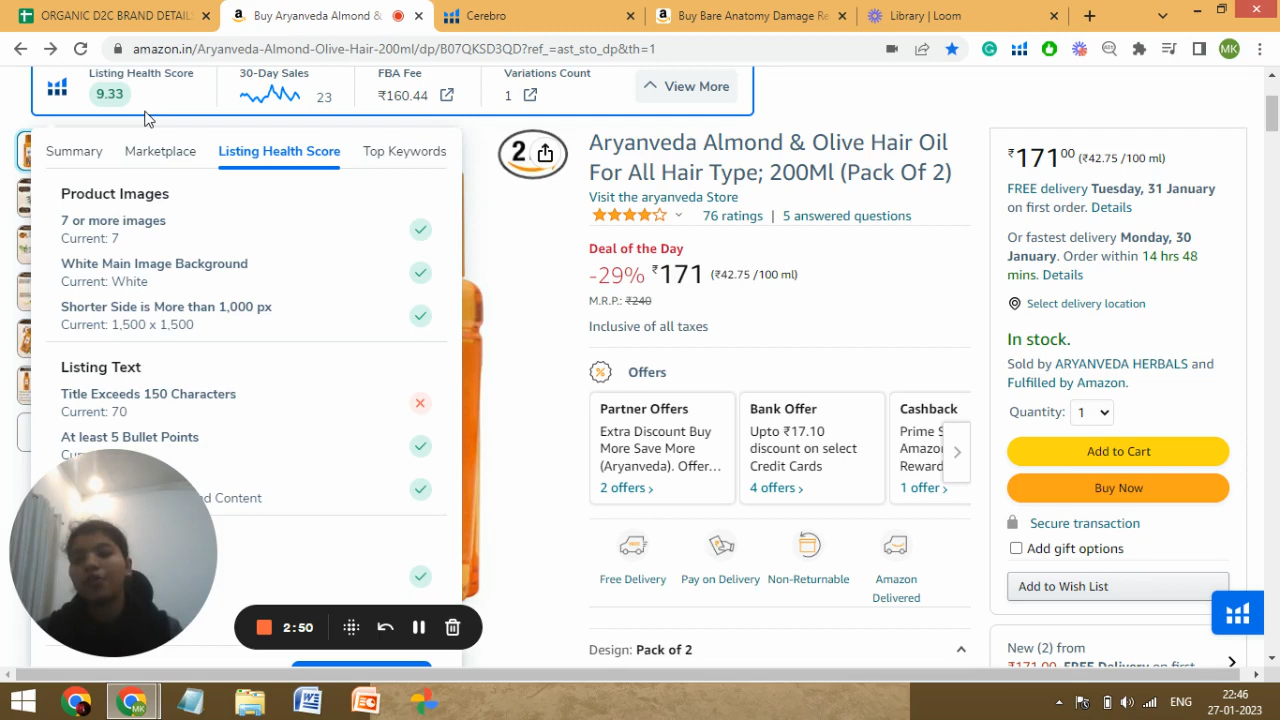 ORGANIC D2C BRAND DETAILS
Buy Aryanveda Almond &
Cerebro
Buy Bare Anatomy Damage Re
Library | Loom
amazon.in/Aryanveda-Almond-Olive-Hair-200ml/dp/B07QKSD3QD?ref_=ast_sto_dp&th=1
MK
Listing Health Score
9.33
30-Day Sales
23
FBA Fee
₹160.44
Variations Count
1
View More
Summary
Marketplace
Listing Health Score
Top Keywords
Product Images
7 or more images
Current: 7
White Main Image Background
Current: White
Shorter Side is More than 1,000 px
Current: 1,500 x 1,500
Listing Text
Title Exceeds 150 Characters
Current: 70
At least 5 Bullet Points
Content
2:50
2
Aryanveda Almond & Olive Hair Oil
For All Hair Type; 200Ml (Pack Of 2)
Visit the aryanveda Store
76 ratings | 5 answered questions
Deal of the Day
-29% ₹171 (₹42.75 /100 ml)
M.R.P.: ₹240
Inclusive of all taxes
Offers
Partner Offers
Extra Discount Buy
More Save More
(Aryanveda). Offer...
2 offers ›
Bank Offer
Upto ₹17.10
discount on select
Credit Cards
4 offers ›
Cashback
Prime S
Amazo
Reward
1 offer ›
Free Delivery
Pay on Delivery
Non-Returnable
Amazon
Delivered
Design: Pack of 2
₹171⁰⁰ (₹42.75 /100 ml)
FREE delivery Tuesday, 31 January
on first order. Details
Or fastest delivery Monday, 30
January. Order within 14 hrs 48
mins. Details
Select delivery location
In stock.
Sold by ARYANVEDA HERBALS and
Fulfilled by Amazon.
Quantity: 1
Add to Cart
Buy Now
Secure transaction
Add gift options
Add to Wish List
New (2) from
₹171.00 FREE Delivery on first
ENG
22:46
27-01-2023